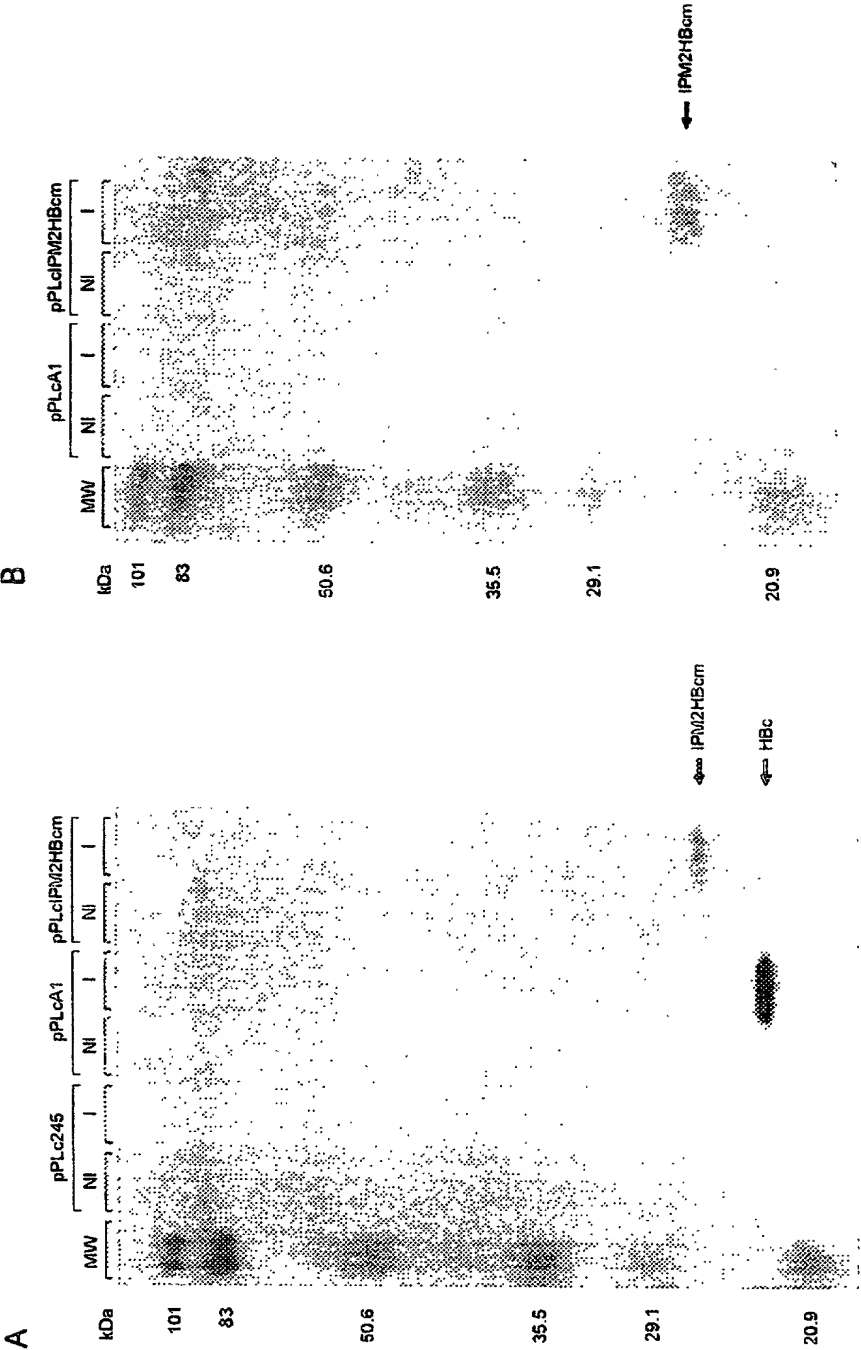 A
pPLc245 pPLcA1 pPLcIPM2HBcm
MW NI I NI I NI I
kDa
101
83
50.6
35.5
29.1
20.9
IPM2HBcm
HBc
B
pPLcA1 pPLcIPM2HBcm
MW NI I NI I
kDa
101
83
50.6
35.5
29.1
20.9
IPM2HBcm